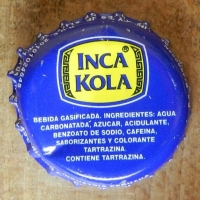 INCA
KOLA
BEBIDA GASIFICADA. INGREDIENTES: AGUA
CARBONATADA, AZUCAR, ACIDULANTE,
BENZOATO DE SODIO, CAFEINA,
SABORIZANTES Y COLORANTE
TARTRAZINA.
CONTIENE TARTRAZINA.